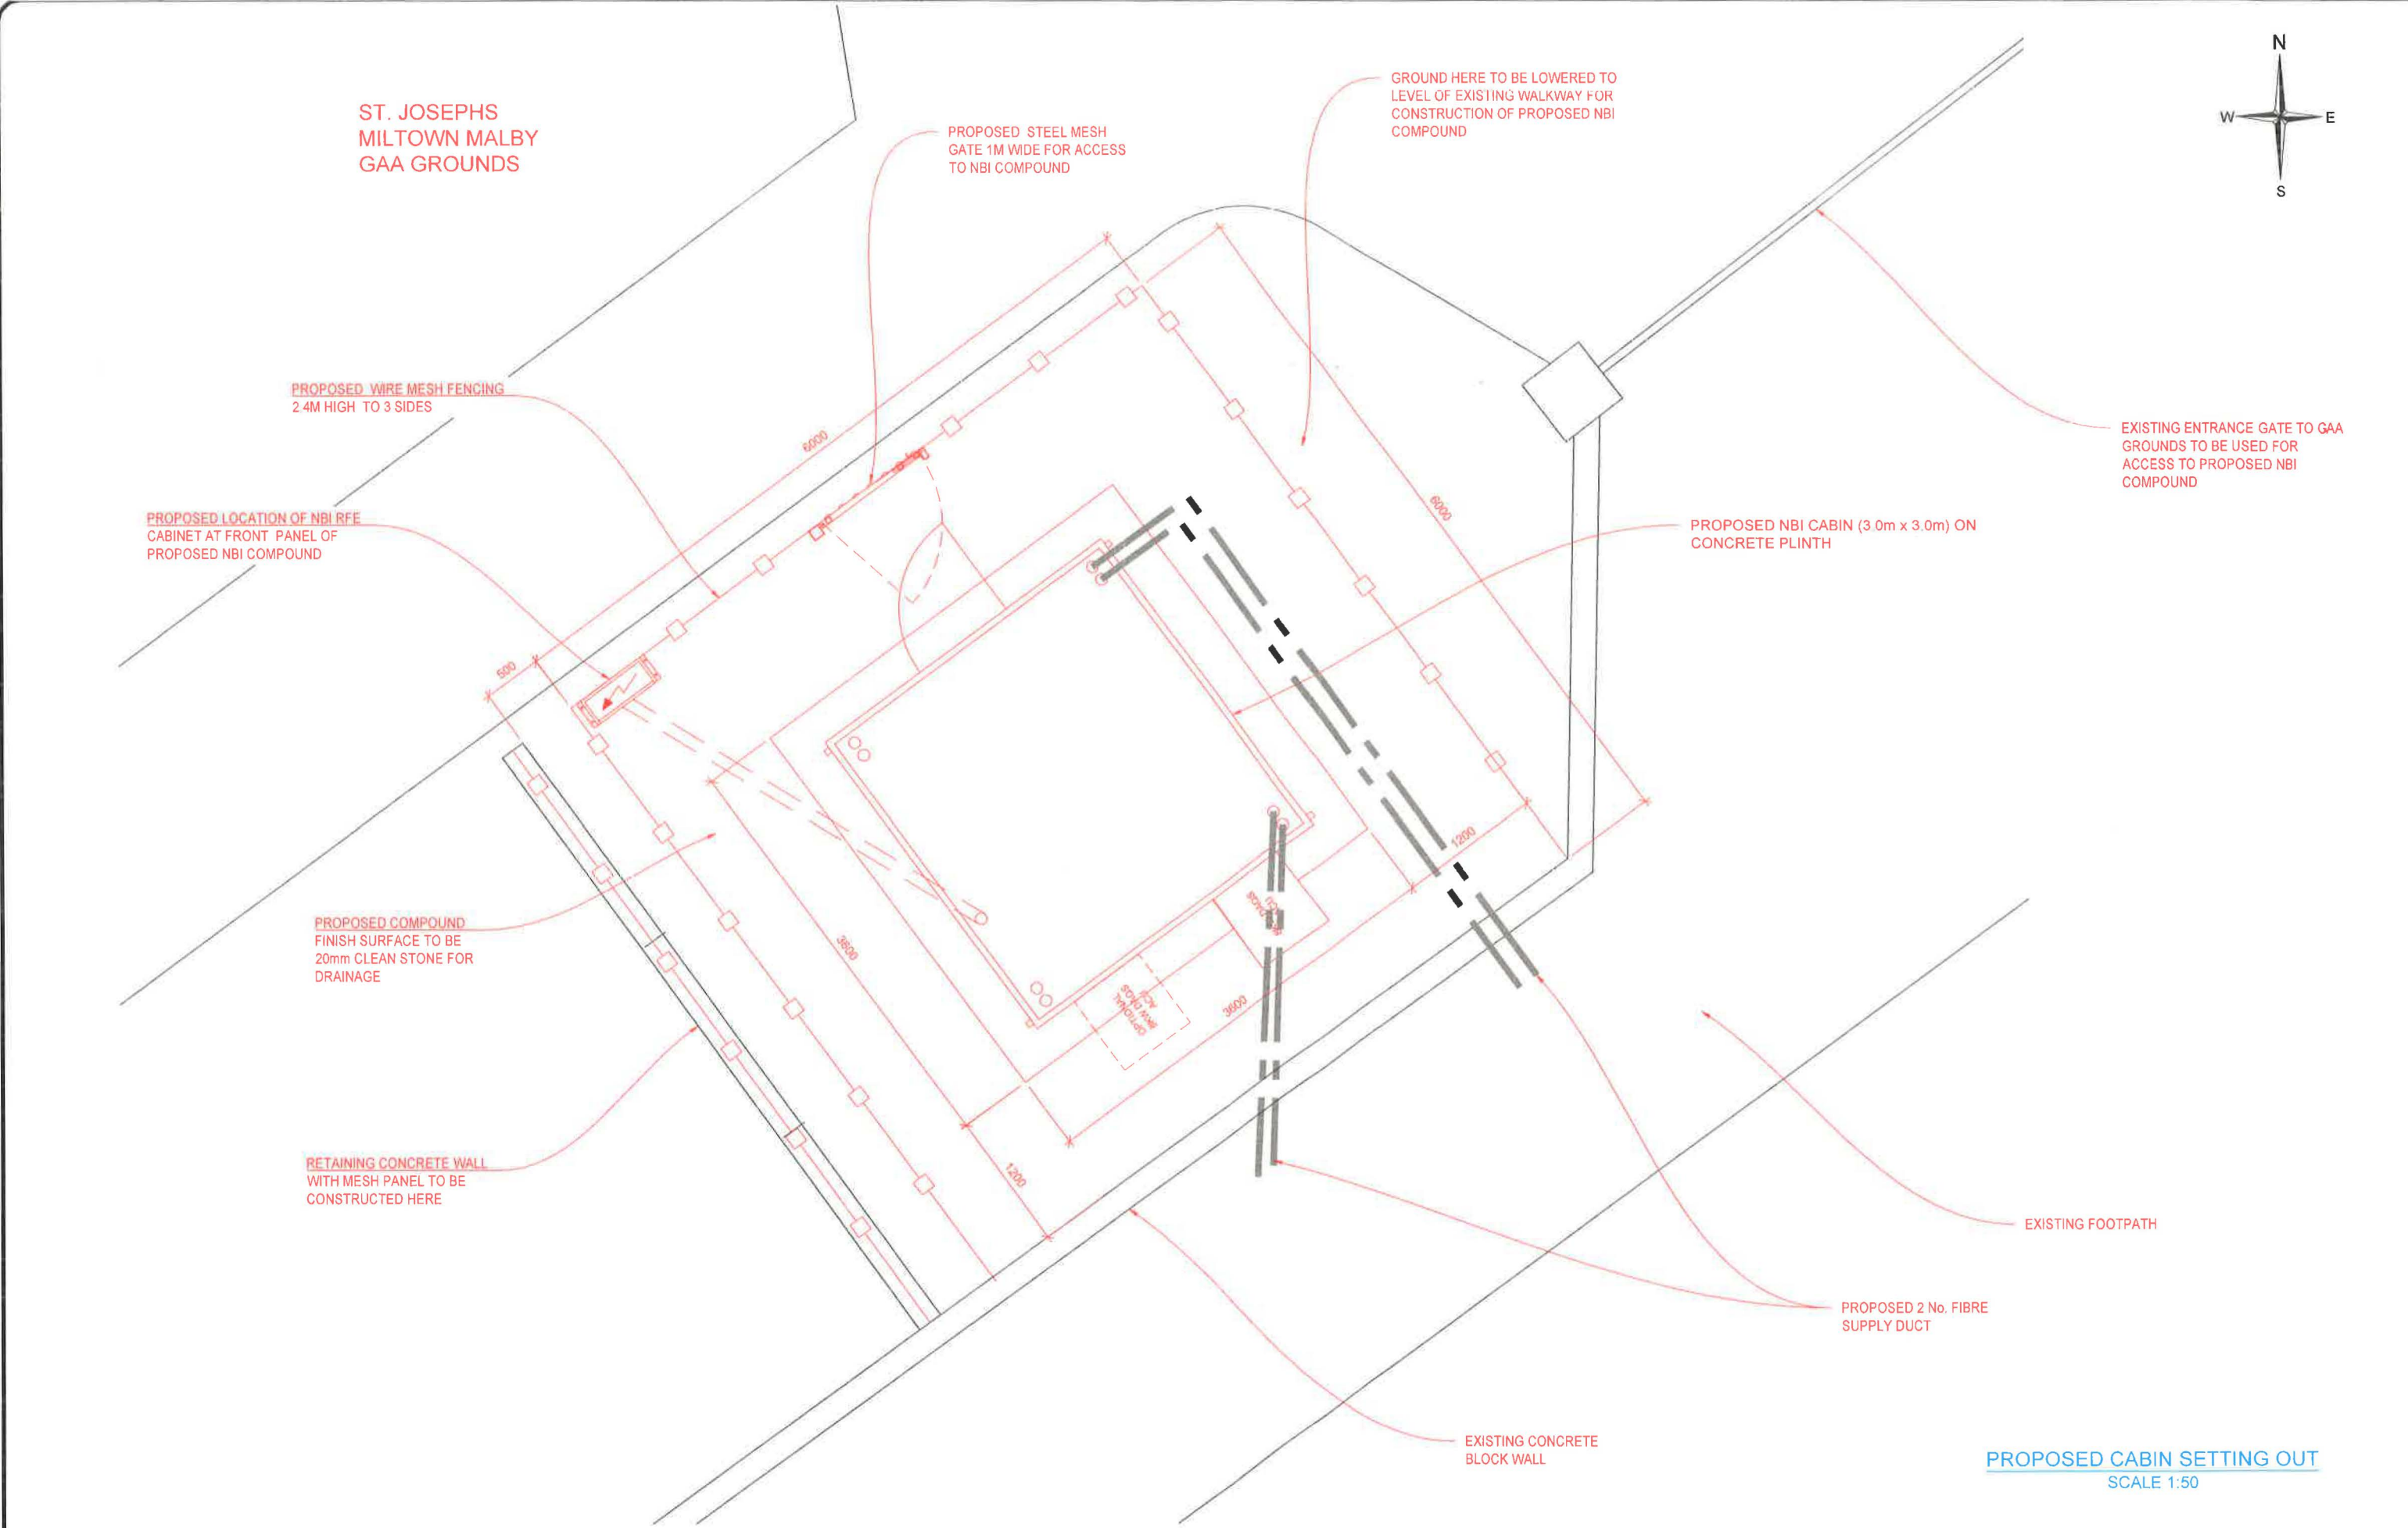 N
W E
S
ST. JOSEPHS
MILTOWN MALBY
GAA GROUNDS
PROPOSED STEEL MESH
GATE 1M WIDE FOR ACCESS
TO NBI COMPOUND
GROUND HERE TO BE LOWERED TO
LEVEL OF EXISTING WALKWAY FOR
CONSTRUCTION OF PROPOSED NBI
COMPOUND
PROPOSED WIRE MESH FENCING
2.4M HIGH TO 3 SIDES
EXISTING ENTRANCE GATE TO GAA
GROUNDS TO BE USED FOR
ACCESS TO PROPOSED NBI
COMPOUND
PROPOSED LOCATION OF NBI RFE
CABINET AT FRONT PANEL OF
PROPOSED NBI COMPOUND
PROPOSED NBI CABIN (3.0m x 3.0m) ON
CONCRETE PLINTH
6000
6000
500
1200
3600
3600
1200
OPTIONAL
5KW DAGS
ACU
DAGS
PROPOSED COMPOUND
FINISH SURFACE TO BE
20mm CLEAN STONE FOR
DRAINAGE
RETAINING CONCRETE WALL
WITH MESH PANEL TO BE
CONSTRUCTED HERE
EXISTING FOOTPATH
PROPOSED 2 No. FIBRE
SUPPLY DUCT
EXISTING CONCRETE
BLOCK WALL
PROPOSED CABIN SETTING OUT
SCALE 1:50